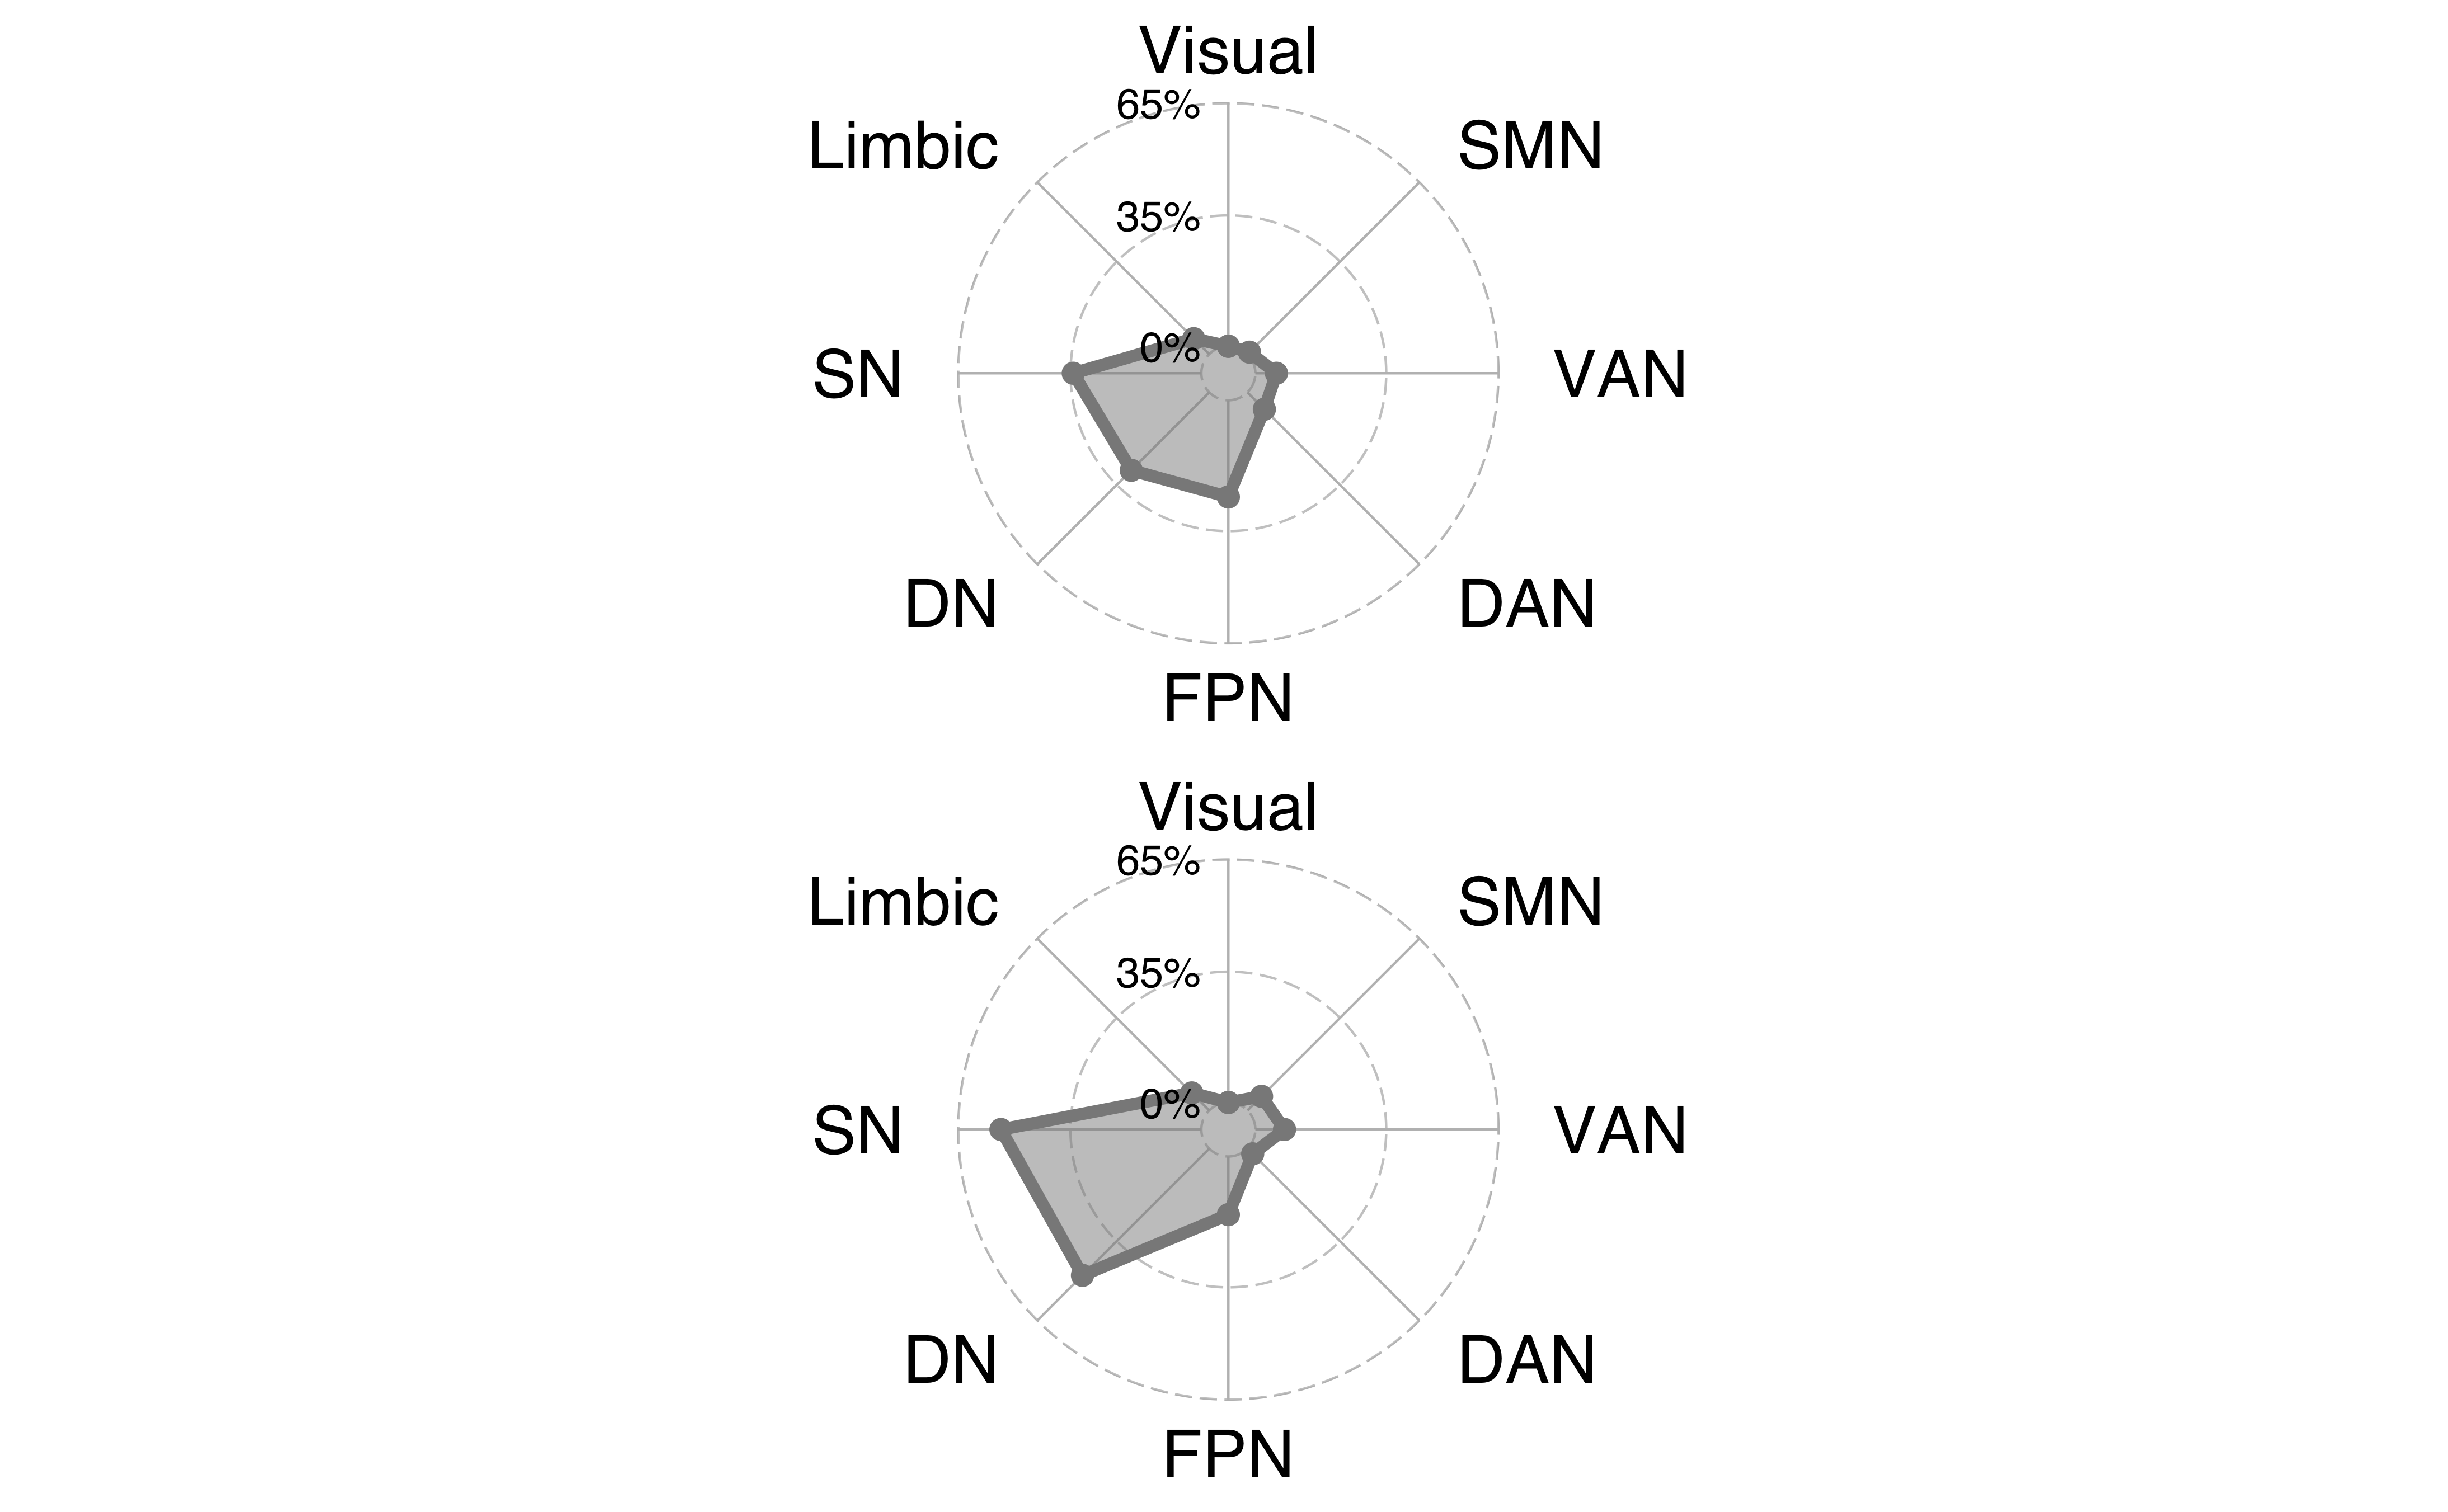 Visual
65%
Limbic
SMN
35%
0%
SN
VAN
DN
DAN
FPN
Visual
65%
Limbic
SMN
35%
0%
SN
VAN
DN
DAN
FPN